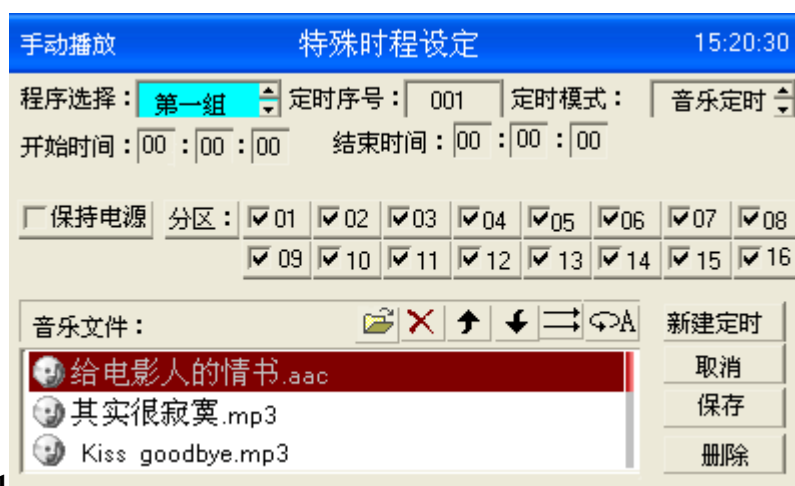 手动播放 特殊时程设定 15:20:30
程序选择： 第一组 定时序号： 001 定时模式： 音乐定时
开始时间：00 : 00 : 00 结束时间：00 : 00 : 00
保持电源 分区： 01 02 03 04 05 06 07 08
09 10 11 12 13 14 15 16
音乐文件： A 新建定时
给电影人的情书.aac 取消
其实很寂寞.mp3 保存
Kiss goodbye.mp3 删除